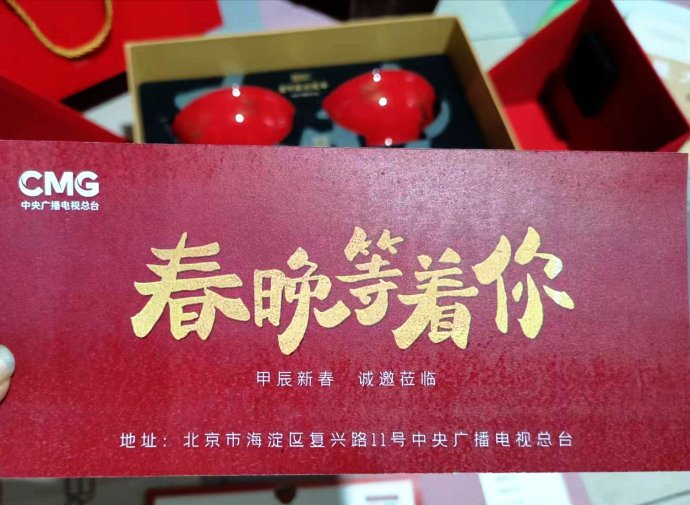 CMG
中央广播电视总台
春晚等着你
甲辰新春 诚邀莅临
地址：北京市海淀区复兴路11号中央广播电视总台